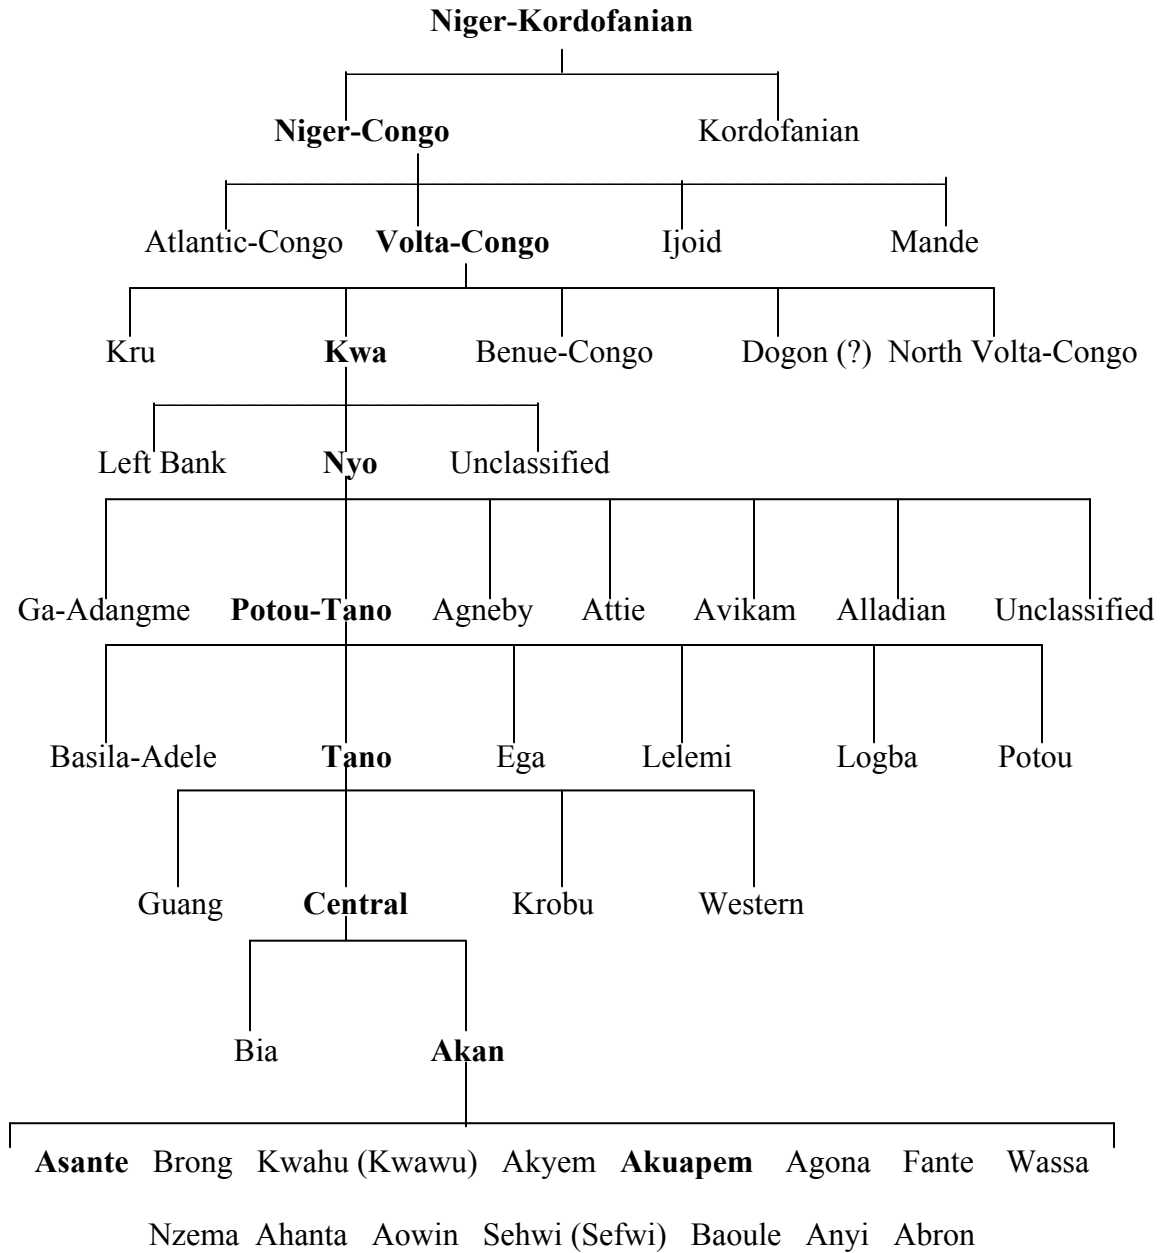 Niger-Kordofanian
Niger-Congo Kordofanian
Atlantic-Congo Volta-Congo Ijoid Mande
Kru Kwa Benue-Congo Dogon (?) North Volta-Congo
Left Bank Nyo Unclassified
Ga-Adangme Potou-Tano Agneby Attie Avikam Alladian Unclassified
Basila-Adele Tano Ega Lelemi Logba Potou
Guang Central Krobu Western
Bia Akan
Asante Brong Kwahu (Kwawu) Akyem Akuapem Agona Fante Wassa
Nzema Ahanta Aowin Sehwi (Sefwi) Baoule Anyi Abron